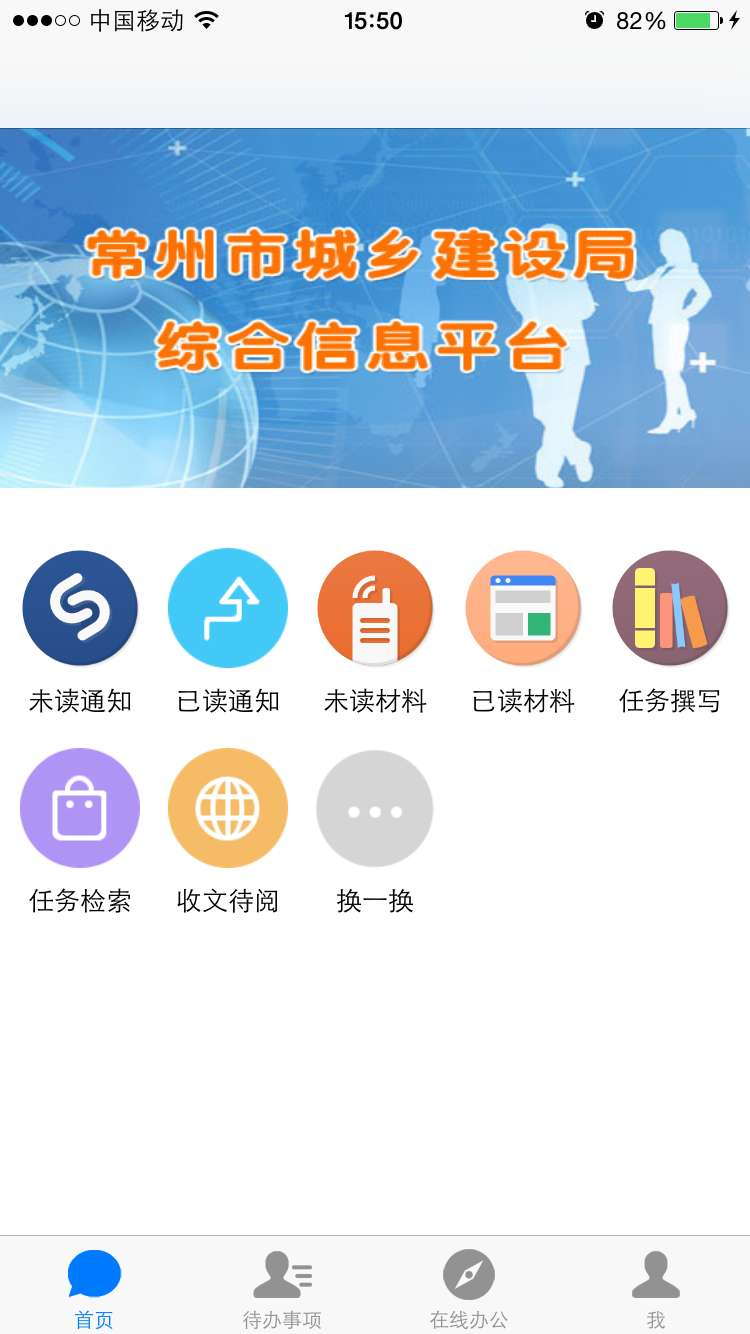 中国移动 15:50 82%
常州市城乡建设局
综合信息平台
未读通知 已读通知 未读材料 已读材料 任务撰写
任务检索 收文待阅 换一换
首页 待办事项 在线办公 我